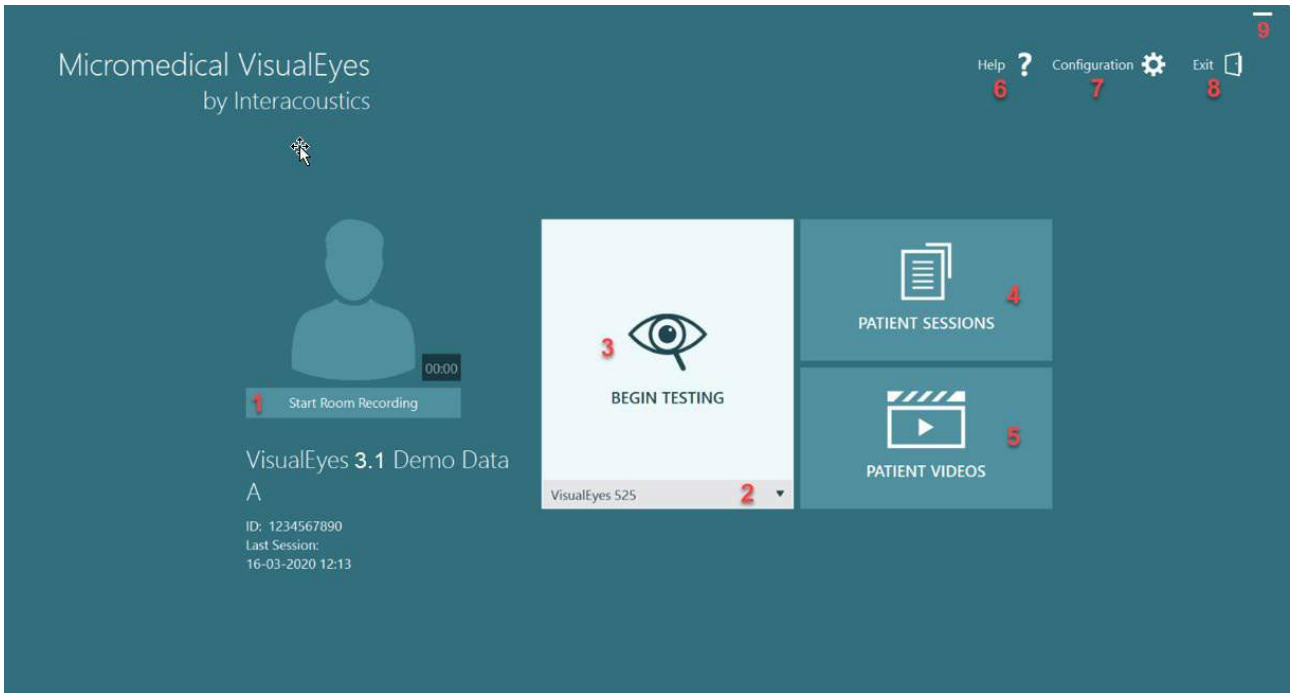 9
Micromedical VisualEyes
by Interacoustics
Help ? Configuration Exit
6 7 8
00:00
1 Start Room Recording
VisualEyes 3.1 Demo Data
A
ID: 1234567890
Last Session:
16-03-2020 12:13
3
BEGIN TESTING
VisualEyes 525 2
4
PATIENT SESSIONS
5
PATIENT VIDEOS